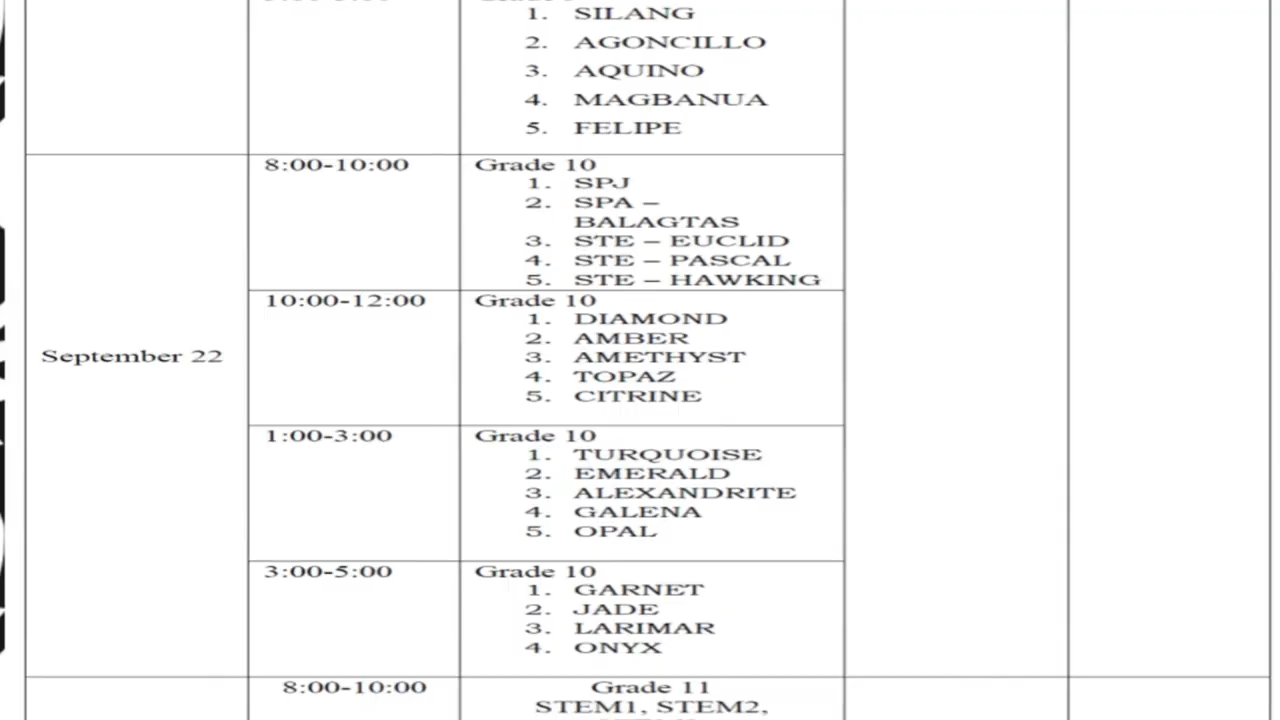 1. SILANG
2. AGONCILLO
3. AQUINO
4. MAGBANUA
5. FELIPE
8:00-10:00
Grade 10
1. SPJ
2. SPA –
BALAGTAS
3. STE – EUCLID
4. STE – PASCAL
5. STE – HAWKING
September 22
10:00-12:00
Grade 10
1. DIAMOND
2. AMBER
3. AMETHYST
4. TOPAZ
5. CITRINE
1:00-3:00
Grade 10
1. TURQUOISE
2. EMERALD
3. ALEXANDRITE
4. GALENA
5. OPAL
3:00-5:00
Grade 10
1. GARNET
2. JADE
3. LARIMAR
4. ONYX
8:00-10:00
Grade 11
STEM1, STEM2,